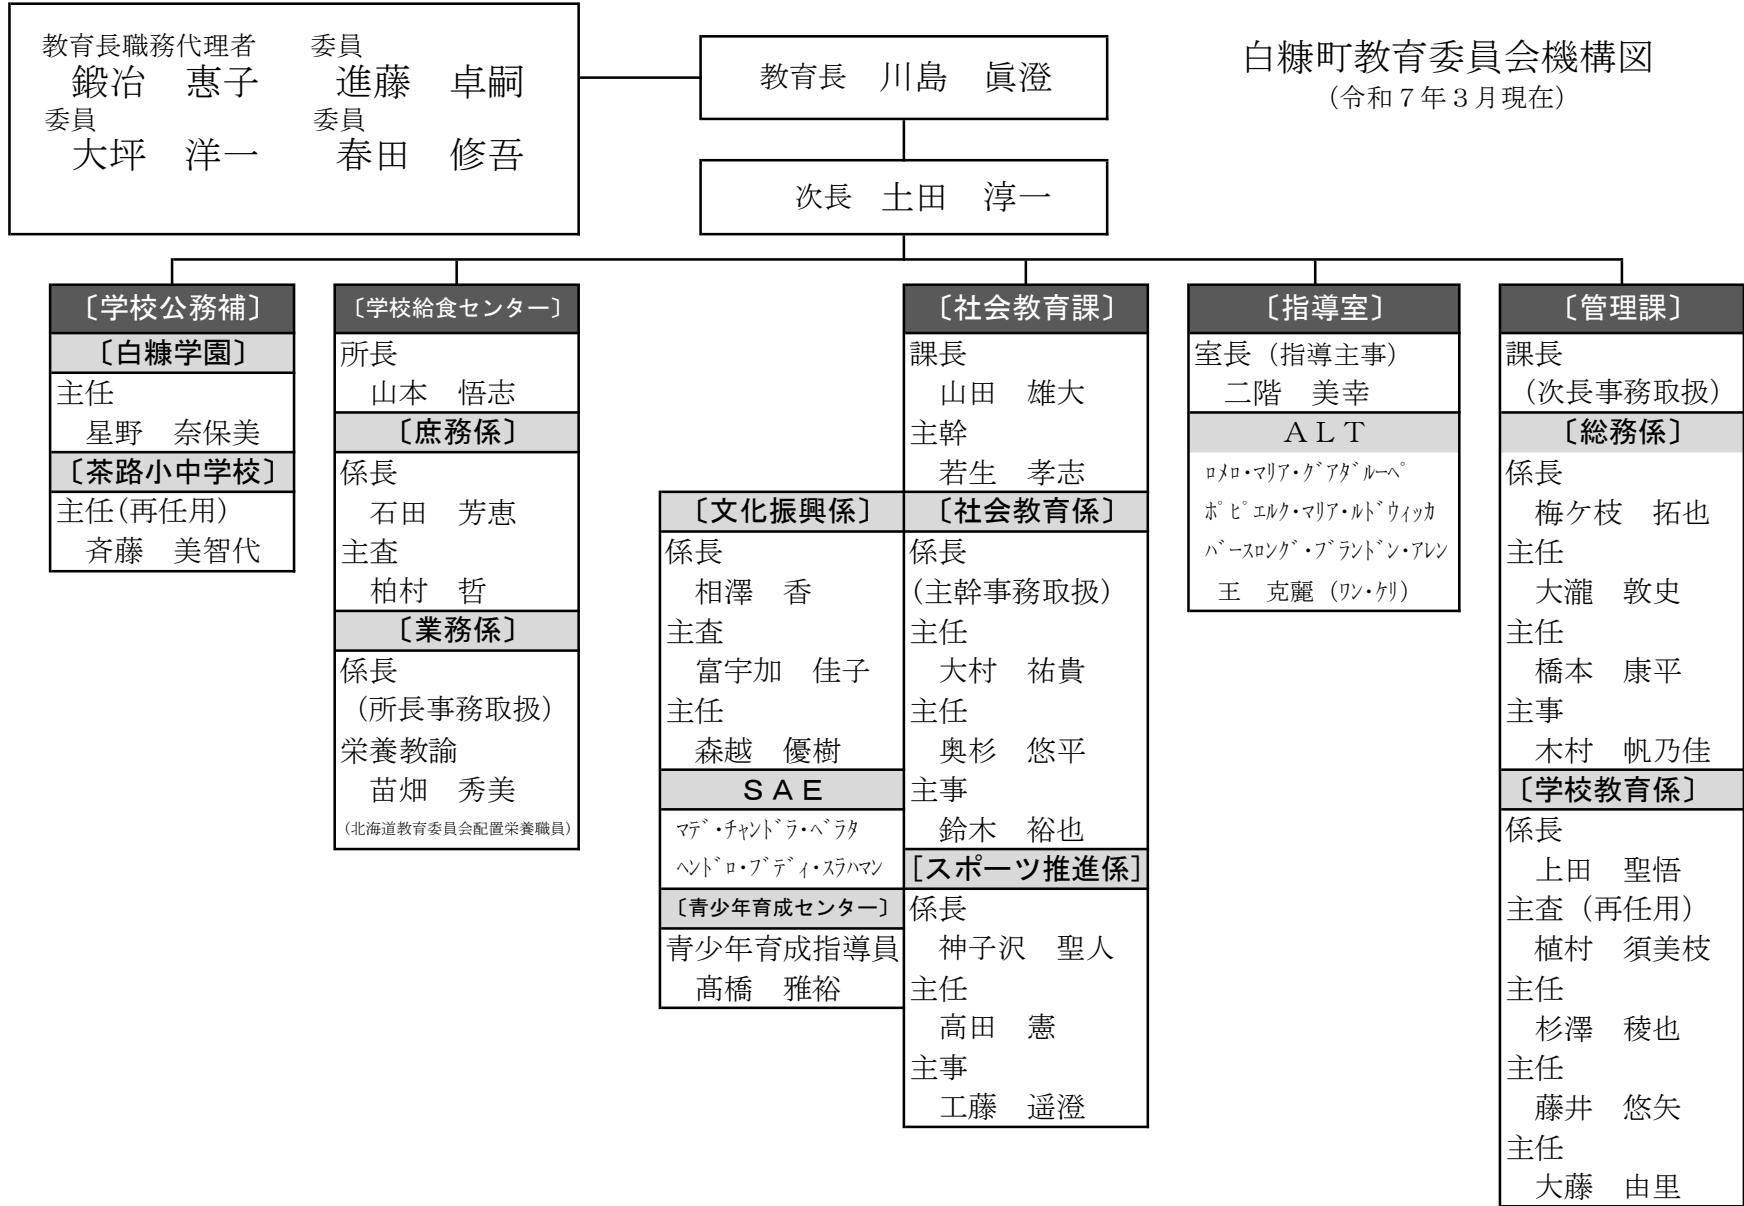 白糠町教育委員会機構図
(令和７年３月現在)
教育長職務代理者　委員
鍛冶　惠子　進藤　卓嗣
委員　委員
大坪　洋一　春田　修吾
教育長　川島　眞澄
次長　土田　淳一
〔学校公務補〕
〔白糠学園〕
主任
星野　奈保美
〔茶路小中学校〕
主任(再任用)
斉藤　美智代
〔学校給食センター〕
所長
山本　悟志
〔庶務係〕
係長
石田　芳恵
主査
柏村　哲
〔業務係〕
係長
（所長事務取扱）
栄養教諭
苗畑　秀美
(北海道教育委員会配置栄養職員)
〔社会教育課〕
課長
山田　雄大
主幹
若生　孝志
〔文化振興係〕
係長
相澤　香
主査
富宇加　佳子
主任
森越　優樹
ＳＡＥ
ﾏﾃﾞ・ﾁｬﾝﾄﾞﾗ・ﾍﾞﾗﾀ
ﾍﾝﾄﾞﾛ・ﾌﾞﾃﾞｨ・ｽﾗﾊﾏﾝ
〔青少年育成センター〕
青少年育成指導員
髙橋　雅裕
〔社会教育係〕
係長
(主幹事務取扱)
主任
大村　祐貴
主任
奥杉　悠平
主事
鈴木　裕也
[スポーツ推進係]
係長
神子沢　聖人
主任
高田　憲
主事
工藤　遥澄
〔指導室〕
室長（指導主事）
二階　美幸
ＡＬＴ
ﾛﾒﾛ・ﾏﾘｱ・ｸﾞｱﾀﾞﾙｰﾍﾟ
ﾎﾟﾋﾟｴﾙｸ・ﾏﾘｱ・ﾙﾄﾞｳｨｯｶ
ﾊﾞｰｽﾛﾝｸﾞ・ﾌﾞﾗﾝﾄﾞﾝ・ｱﾚﾝ
王　克麗（ﾜﾝ・ｹﾘ）
〔管理課〕
課長
（次長事務取扱）
〔総務係〕
係長
梅ケ枝　拓也
主任
大瀧　敦史
主任
橋本　康平
主事
木村　帆乃佳
〔学校教育係〕
係長
上田　聖悟
主査（再任用）
植村　須美枝
主任
杉澤　稜也
主任
藤井　悠矢
主任
大藤　由里